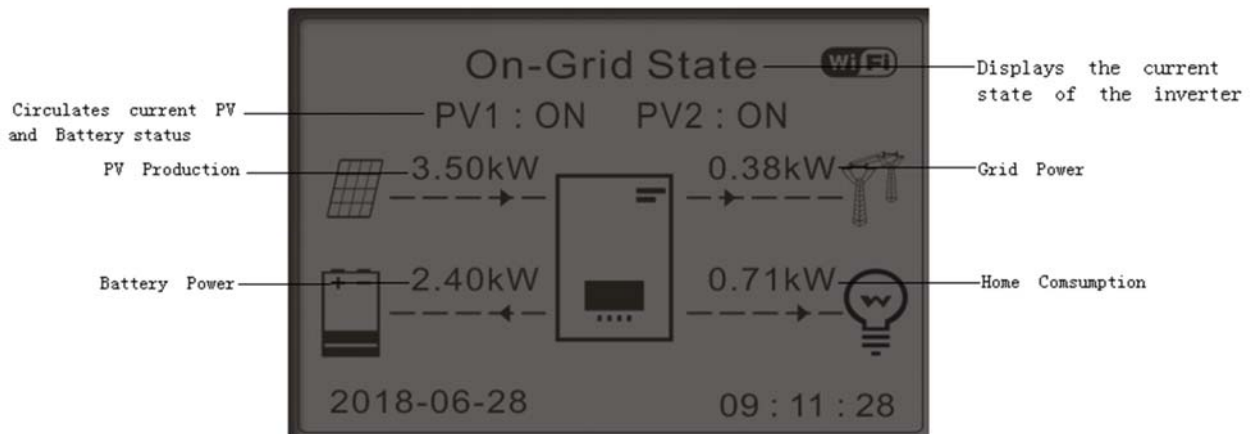 On-Grid State
WiFi
Displays the current
state of the inverter
Circulates current PV
and Battery status
PV1 : ON PV2 : ON
PV Production
3.50kW
0.38kW
Grid Power
Battery Power
2.40kW
0.71kW
Home Comsumption
2018-06-28
09 : 11 : 28